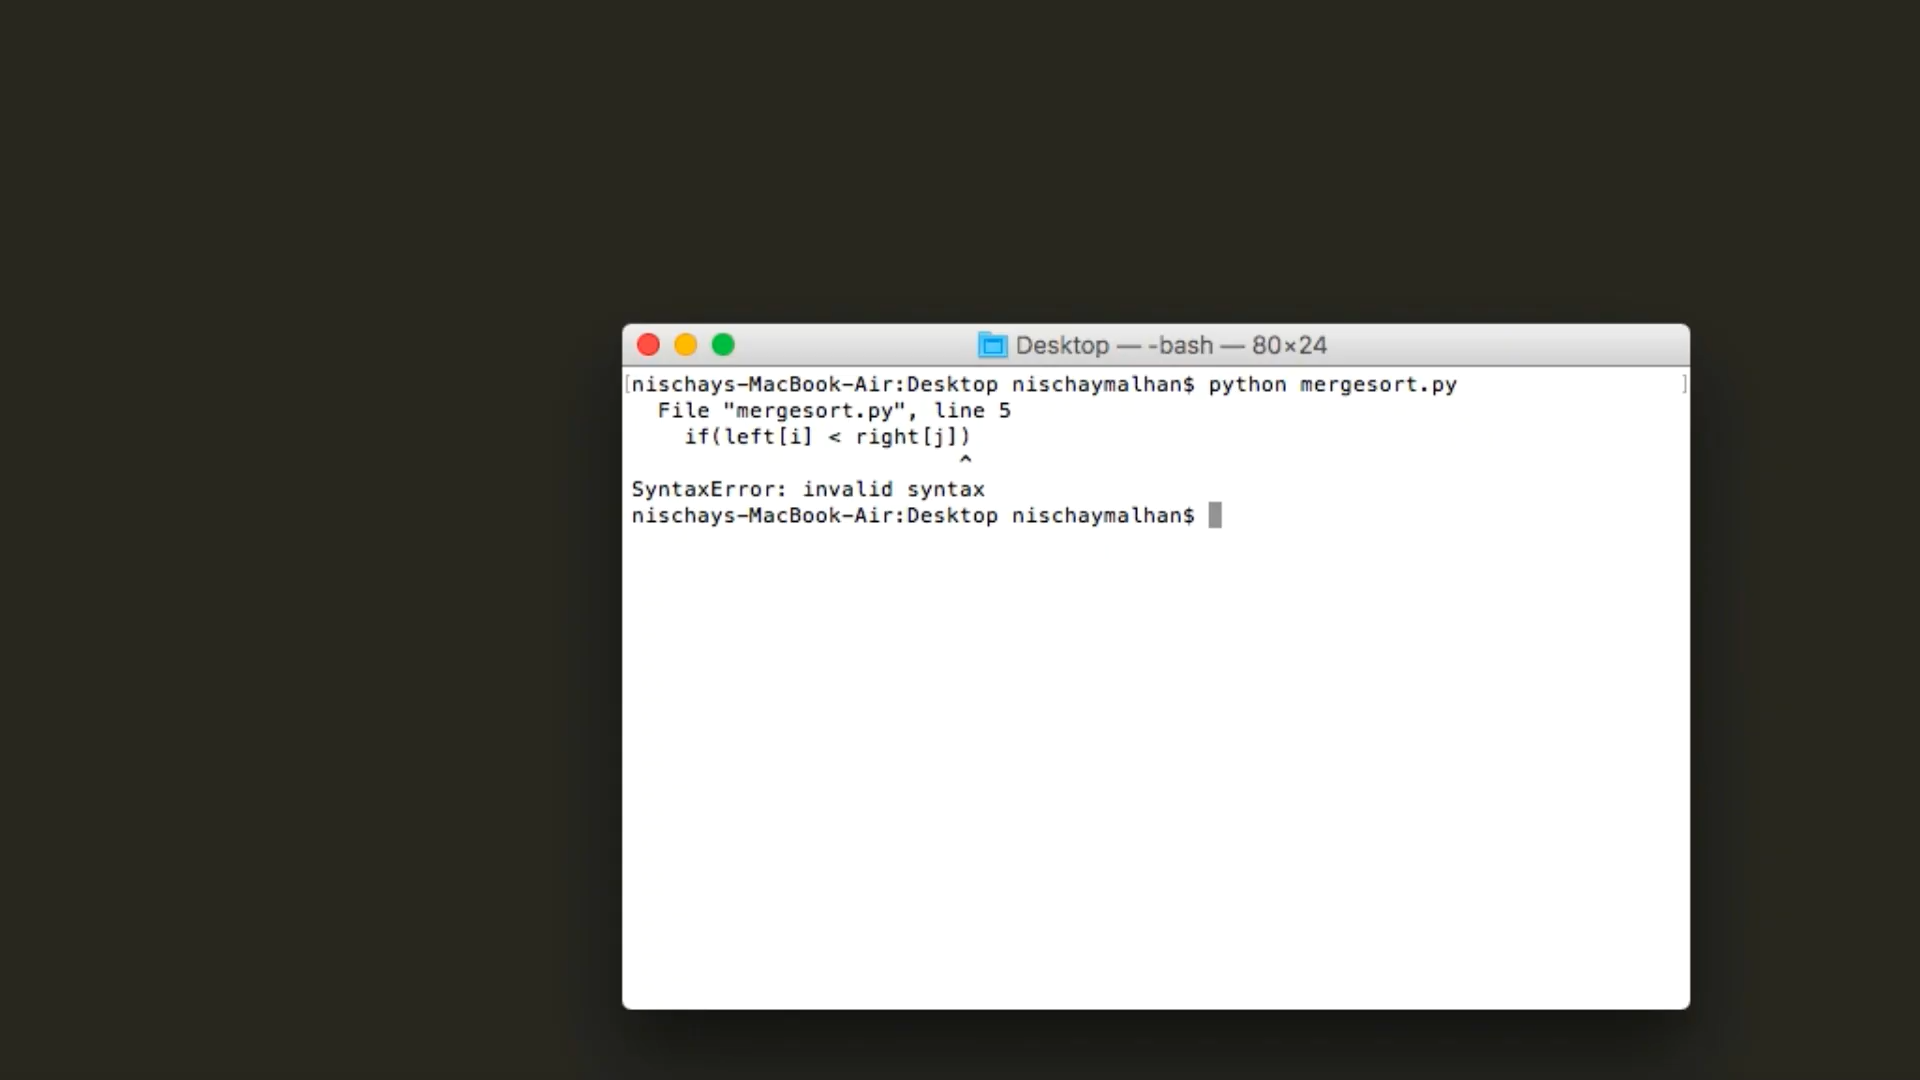 Desktop — -bash — 80×24
[nischays-MacBook-Air:Desktop nischaymalhan$ python mergesort.py ]
File "mergesort.py", line 5
if(left[i] < right[j])
^
SyntaxError: invalid syntax
nischays-MacBook-Air:Desktop nischaymalhan$